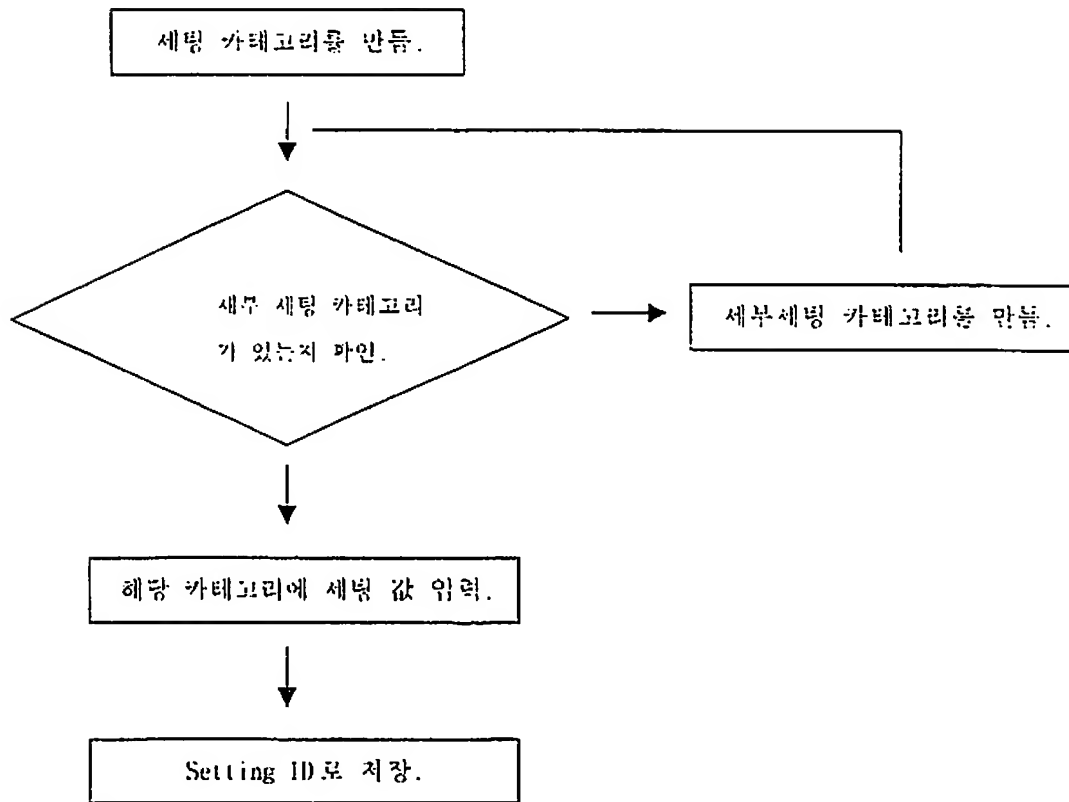 세팅 카테고리를 만듦.
세부 세팅 카테고리
가 있는지 파인.
세부세팅 카테고리를 만듦.
해당 카테고리에 세팅 값 입력.
Setting ID로 저장.